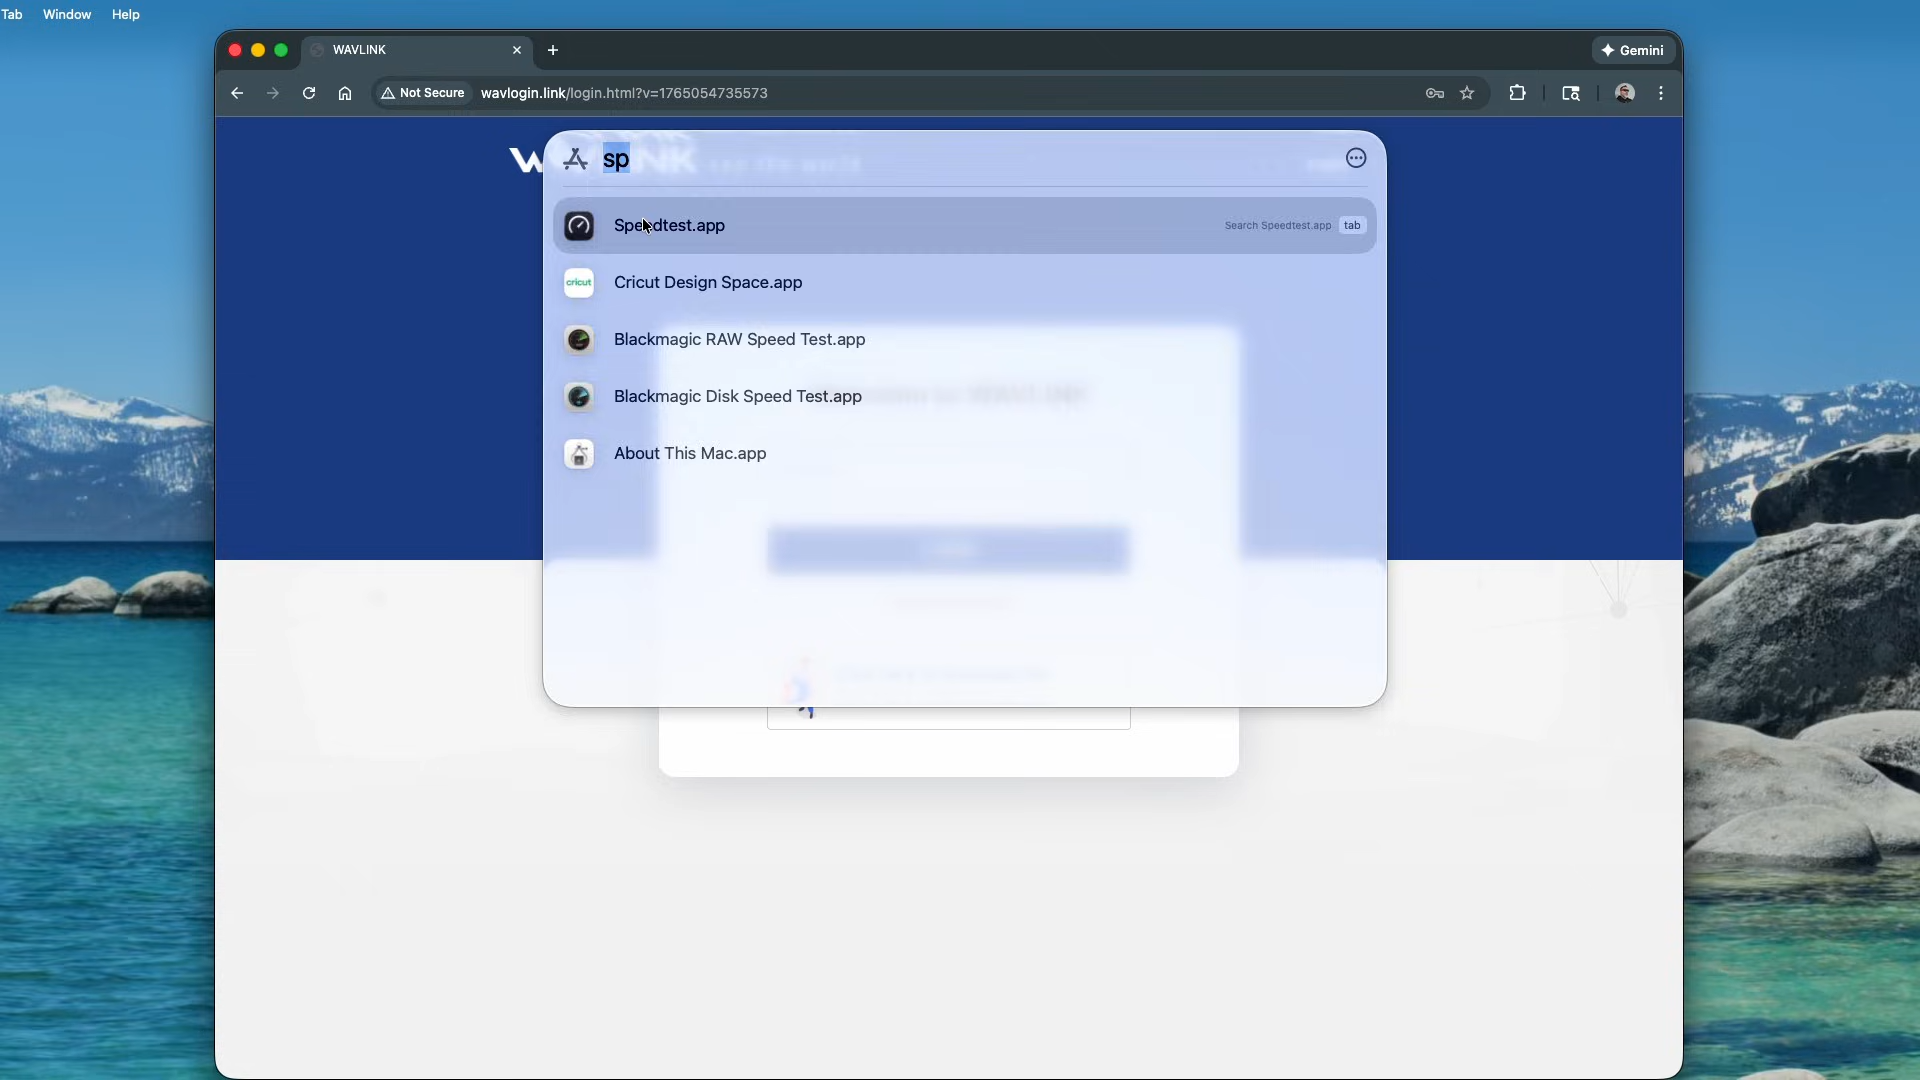 Tab Window Help
WAVLINK
Gemini
Not Secure
wavlogin.link/login.html?v=1765054735573
sp
Speedtest.app
Search Speedtest.app tab
cricut
Cricut Design Space.app
Blackmagic RAW Speed Test.app
Blackmagic Disk Speed Test.app
About This Mac.app